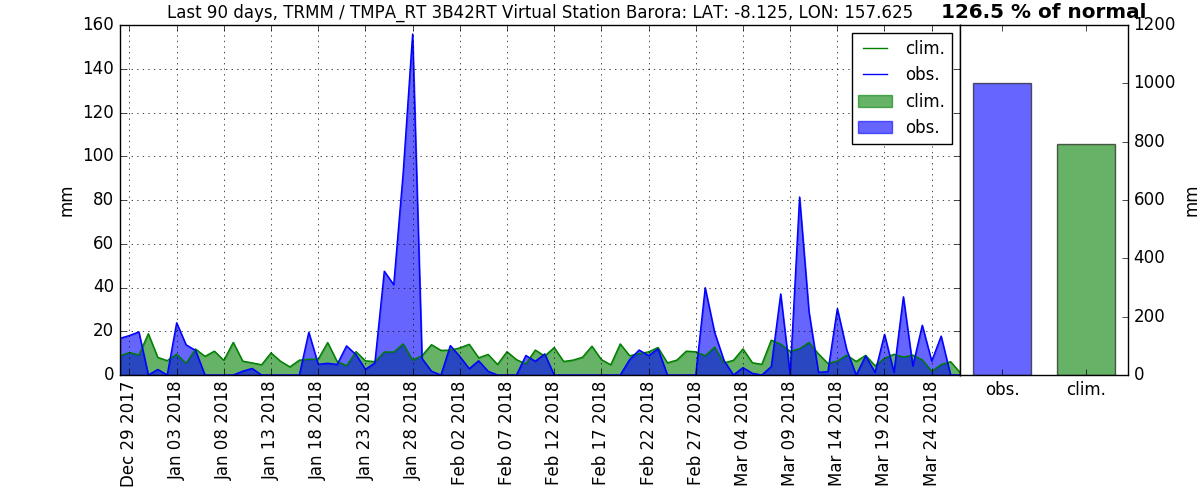 Last 90 days, TRMM / TMPA_RT 3B42RT Virtual Station Barora: LAT: -8.125, LON: 157.625
126.5 % of normal
160
140
120
100
80
60
40
20
0
mm
clim.
obs.
clim.
obs.
1200
1000
800
600
400
200
0
mm
Dec 29 2017
Jan 03 2018
Jan 08 2018
Jan 13 2018
Jan 18 2018
Jan 23 2018
Jan 28 2018
Feb 02 2018
Feb 07 2018
Feb 12 2018
Feb 17 2018
Feb 22 2018
Feb 27 2018
Mar 04 2018
Mar 09 2018
Mar 14 2018
Mar 19 2018
Mar 24 2018
obs.
clim.